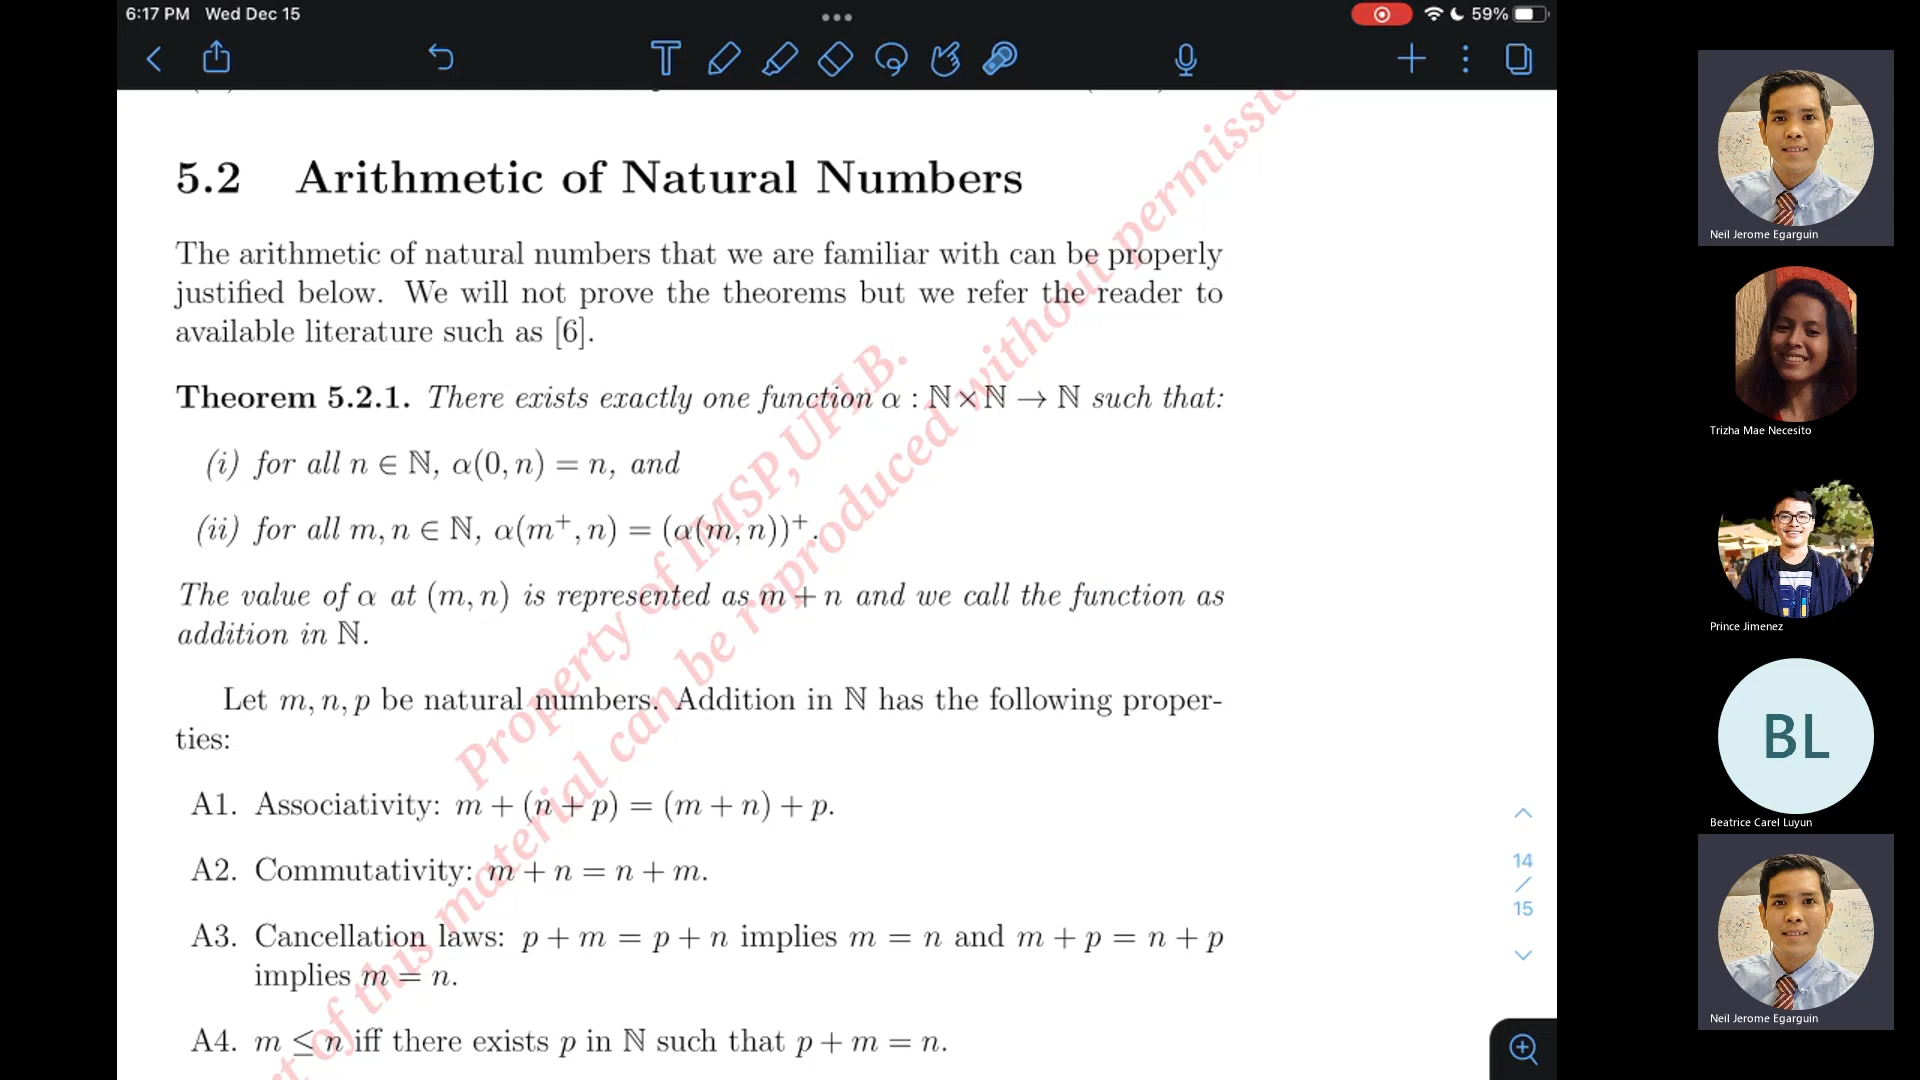 6:17 PM Wed Dec 15
59%
5.2 Arithmetic of Natural Numbers
The arithmetic of natural numbers that we are familiar with can be properly
justified below. We will not prove the theorems but we refer the reader to
available literature such as [6].
Theorem 5.2.1. There exists exactly one function α : ℕ×ℕ → ℕ such that:
(i) for all n ∈ ℕ, α(0, n) = n, and
(ii) for all m, n ∈ ℕ, α(m⁺, n) = (α(m, n))⁺.
The value of α at (m, n) is represented as m + n and we call the function as
addition in ℕ.
Let m, n, p be natural numbers. Addition in ℕ has the following proper-
ties:
A1. Associativity: m + (n + p) = (m + n) + p.
A2. Commutativity: m + n = n + m.
A3. Cancellation laws: p + m = p + n implies m = n and m + p = n + p
implies m = n.
A4. m ≤ n iff there exists p in ℕ such that p + m = n.
Property of IMSP, UPLB.
of this material can be reproduced without
14
/
15
Neil Jerome Egarguin
Trizha Mae Necesito
Prince Jimenez
BL
Beatrice Carel Luyun
Neil Jerome Egarguin